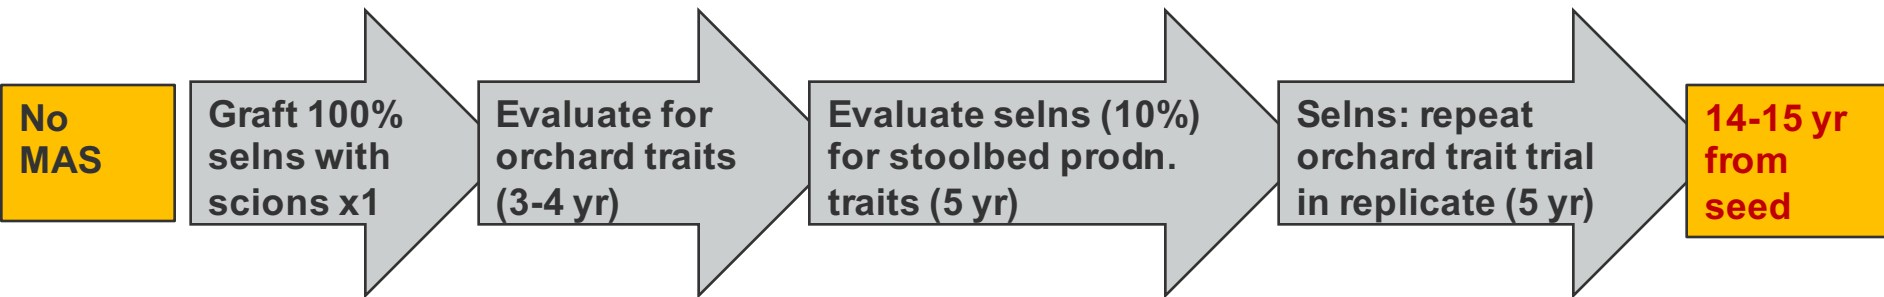 No
MAS
Graft 100%
selns with
scions x1
Evaluate for
orchard traits
(3-4 yr)
Evaluate selns (10%)
for stoolbed prodn.
traits (5 yr)
Selns: repeat
orchard trait trial
in replicate (5 yr)
14-15 yr
from
seed